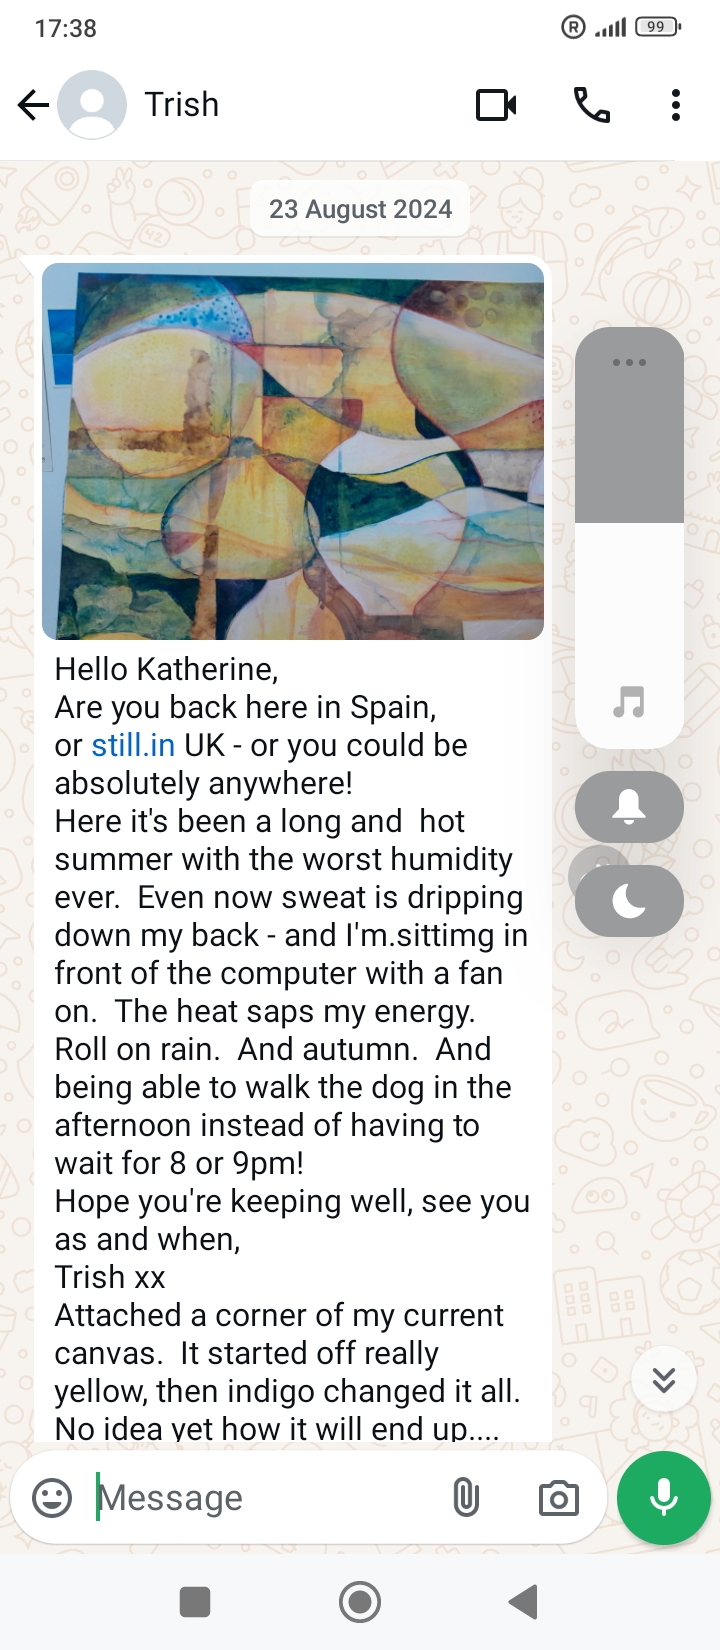 17:38
R
99
Trish
23 August 2024
Hello Katherine,
Are you back here in Spain,
or still.in UK - or you could be
absolutely anywhere!
Here it's been a long and  hot
summer with the worst humidity
ever.  Even now sweat is dripping
down my back - and I'm.sittimg in
front of the computer with a fan
on.  The heat saps my energy.
Roll on rain.  And autumn.  And
being able to walk the dog in the
afternoon instead of having to
wait for 8 or 9pm!
Hope you're keeping well, see you
as and when,
Trish xx
Attached a corner of my current
canvas.  It started off really
yellow, then indigo changed it all.
No idea yet how it will end up....
Message